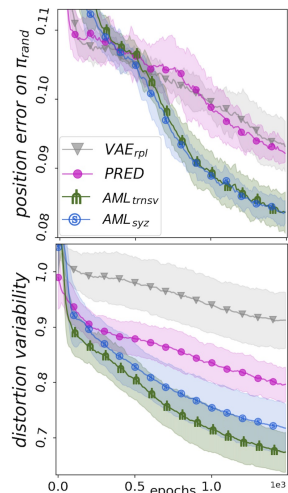 position error on π_rand
0.11
0.10
0.09
0.08
VAE_rpl
PRED
AML_trnsv
AML_syz
distortion variability
1.0
0.9
0.8
0.7
0.0 0.5 1.0 1e3
epochs